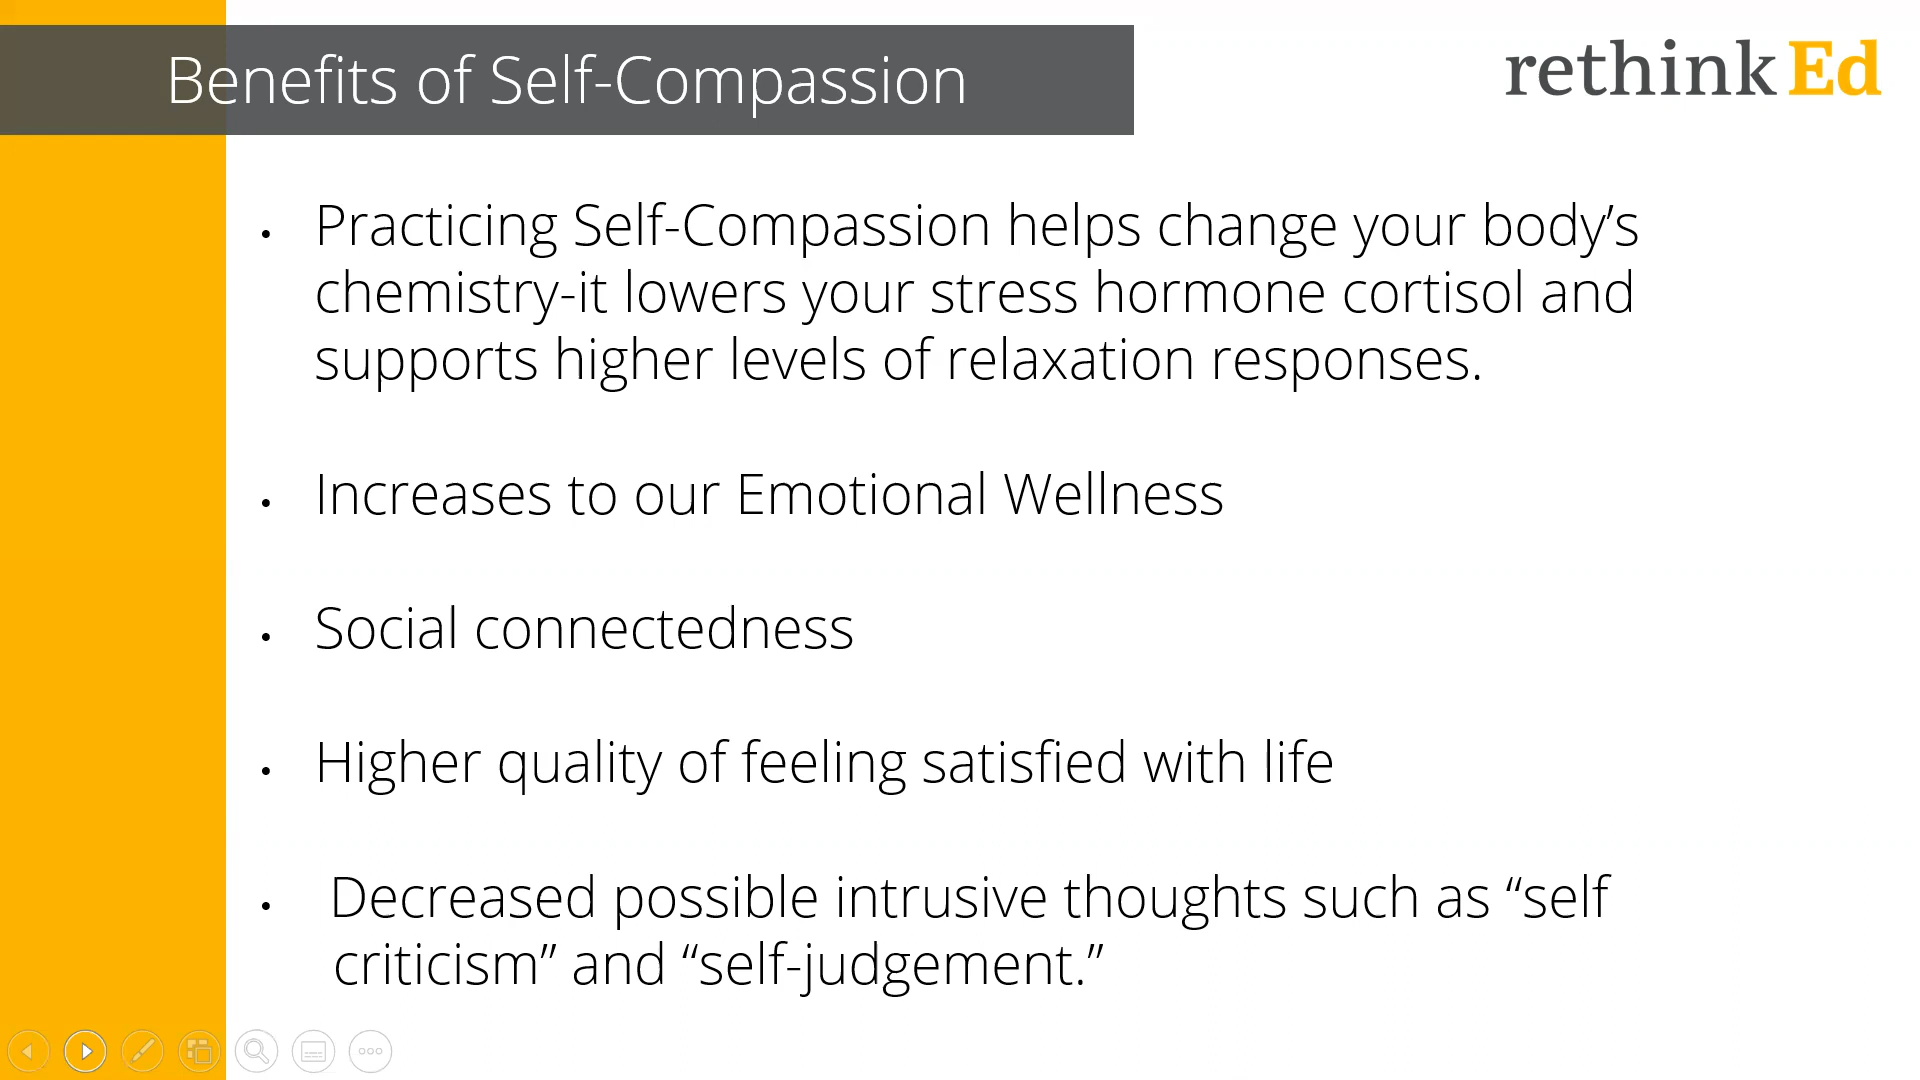 Benefits of Self-Compassion
rethink Ed
• Practicing Self-Compassion helps change your body’s
chemistry-it lowers your stress hormone cortisol and
supports higher levels of relaxation responses.
• Increases to our Emotional Wellness
• Social connectedness
• Higher quality of feeling satisfied with life
• Decreased possible intrusive thoughts such as “self
criticism” and “self-judgement.”